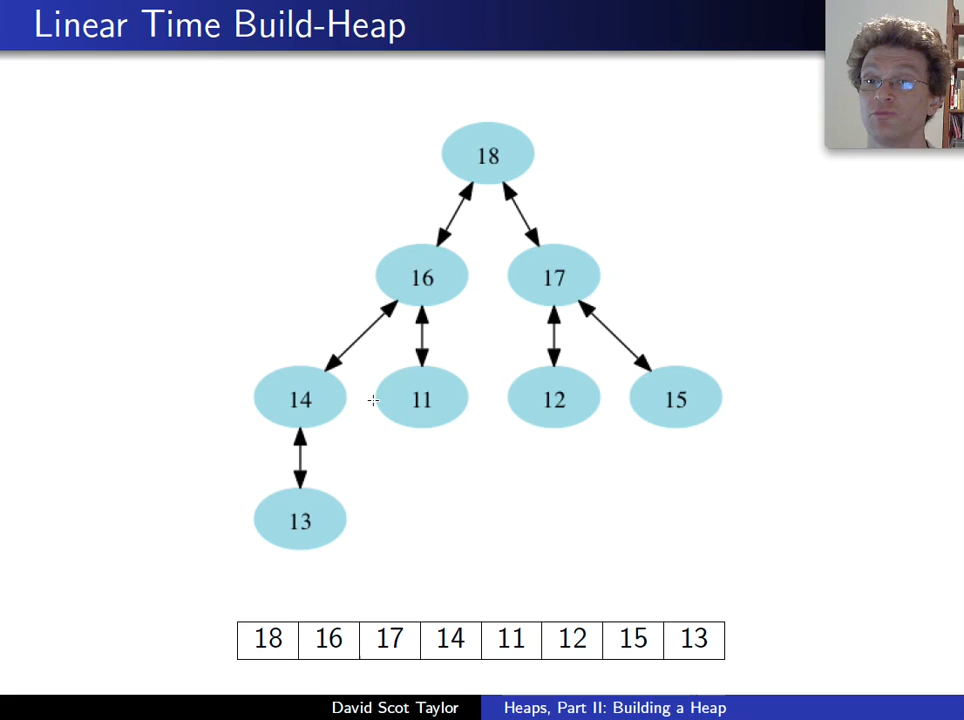 Linear Time Build-Heap
18
16 17
14 11 12 15
13
18 16 17 14 11 12 15 13
David Scot Taylor Heaps, Part II: Building a Heap